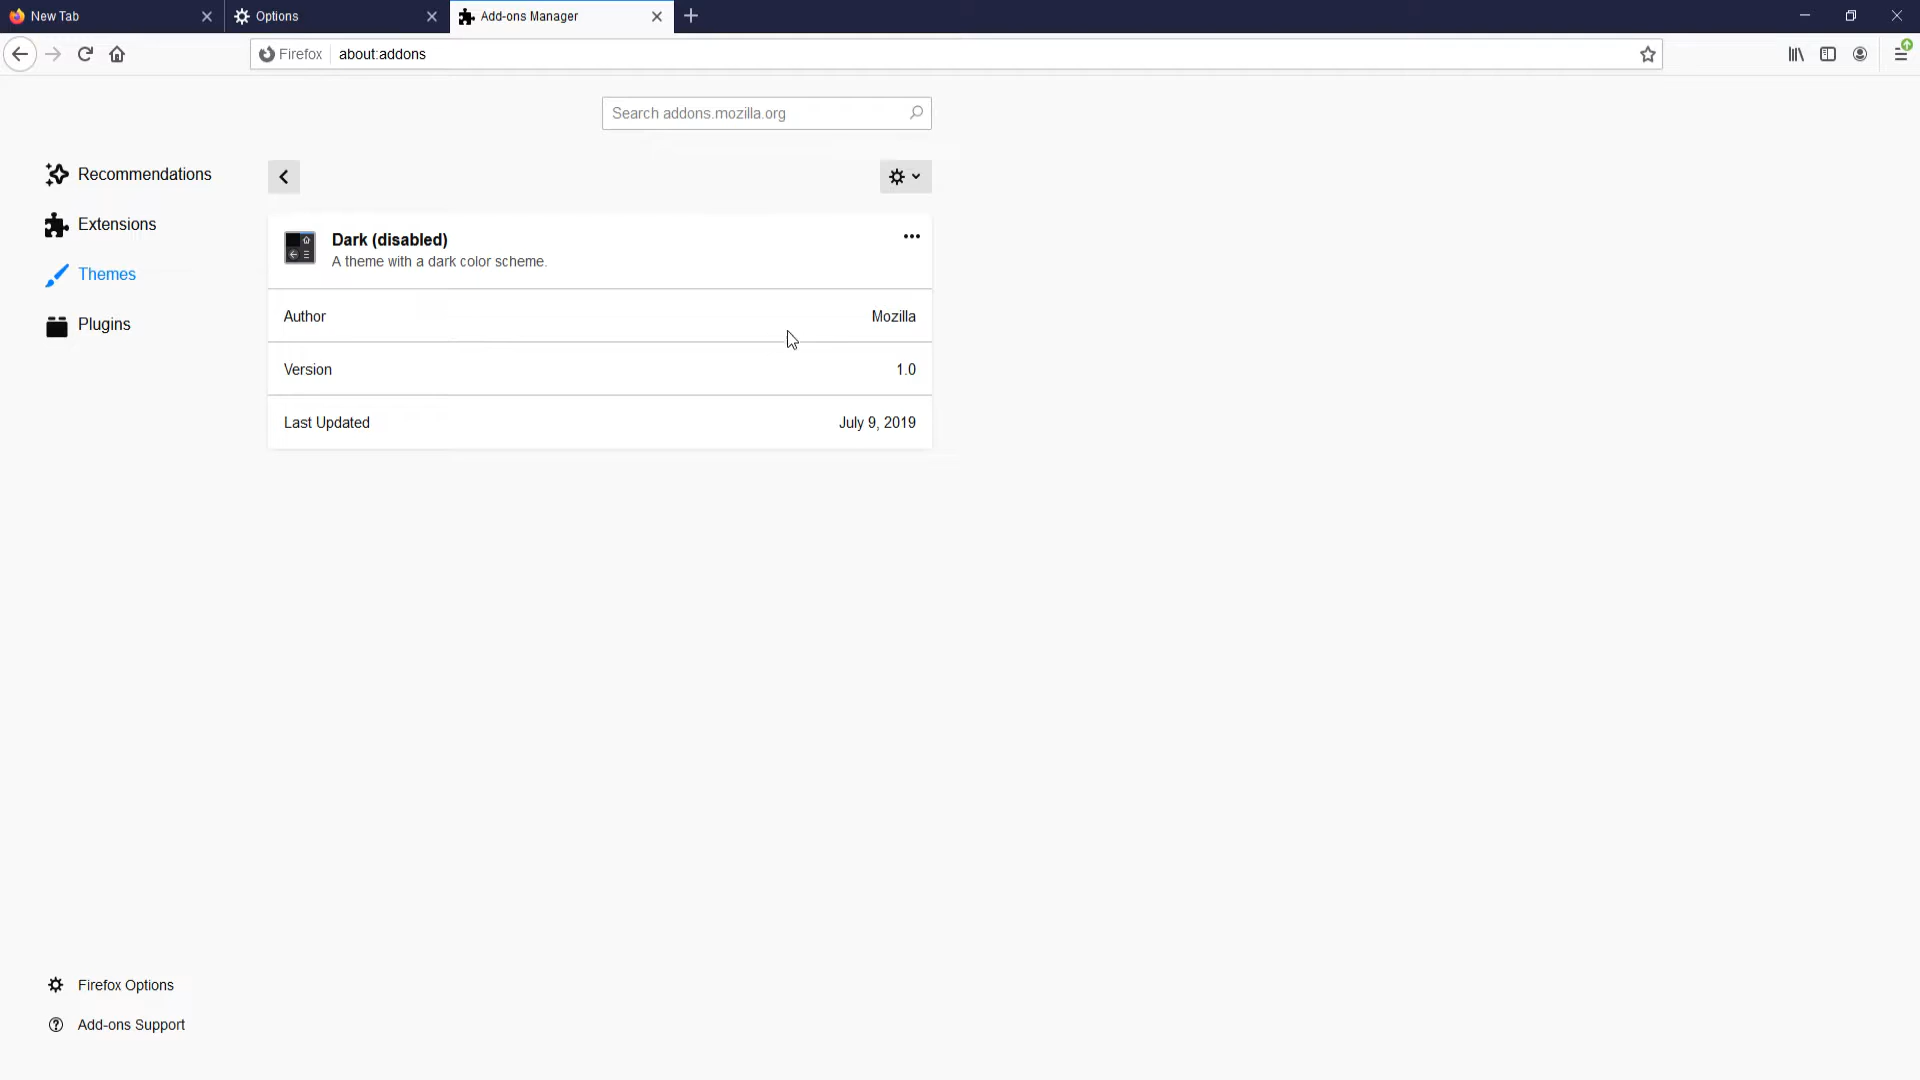 New Tab
Options
Add-ons Manager
Firefox
about:addons
Search addons.mozilla.org
Recommendations
Extensions
Themes
Plugins
Dark (disabled)
A theme with a dark color scheme.
Author
Mozilla
Version
1.0
Last Updated
July 9, 2019
Firefox Options
Add-ons Support